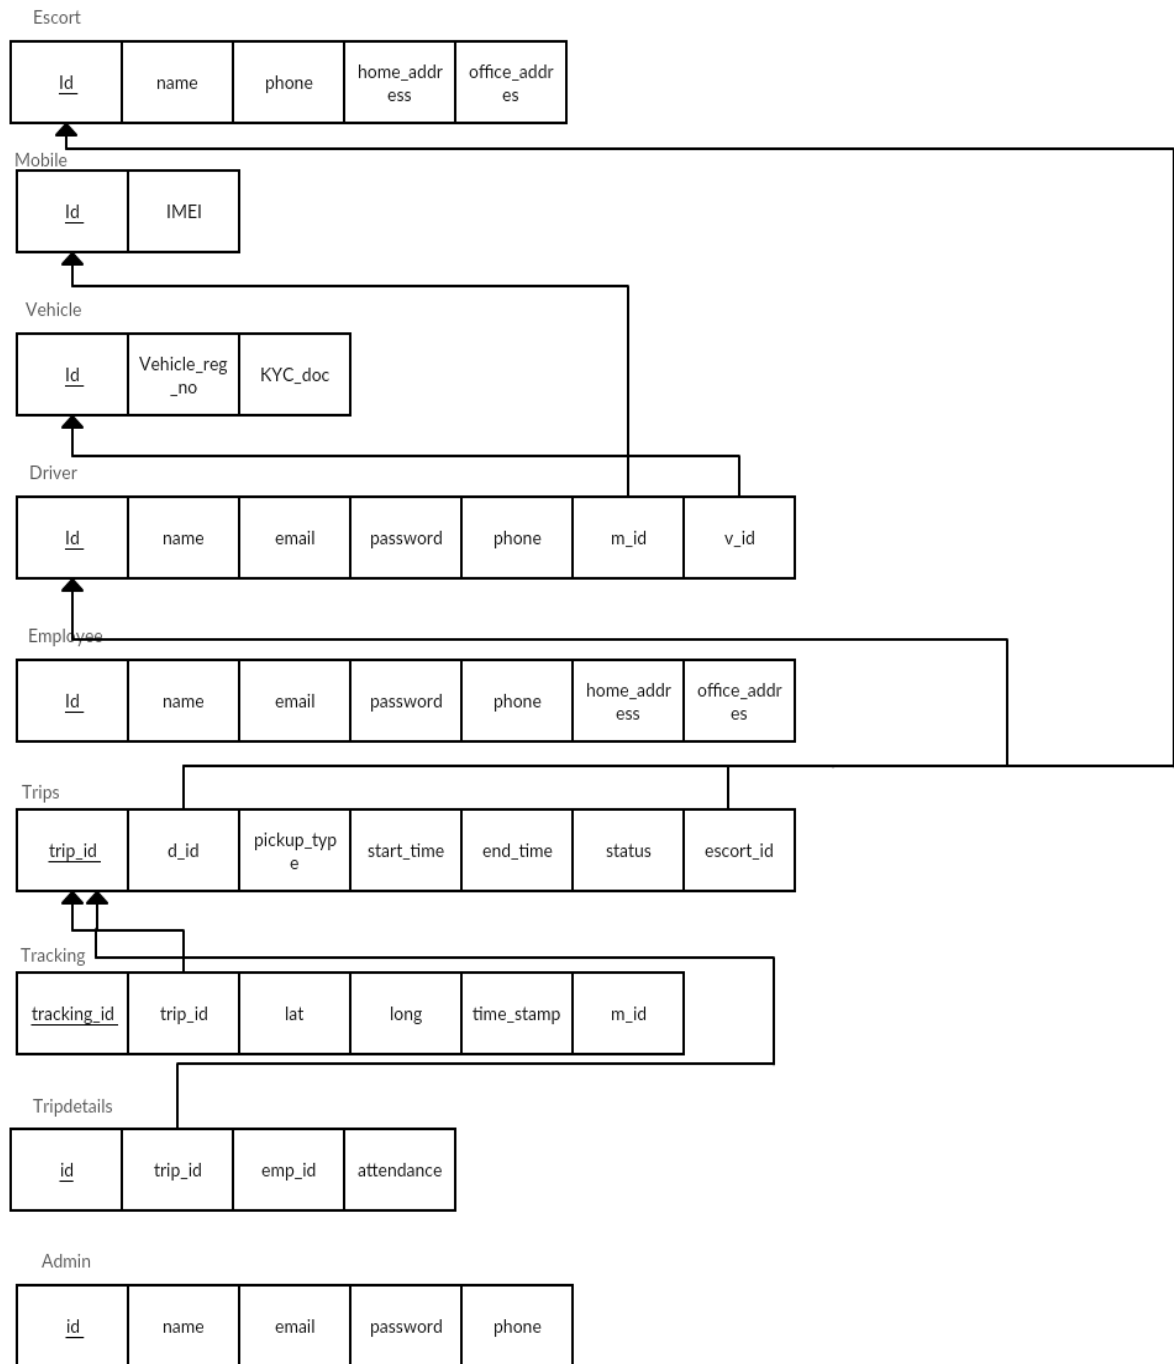 Escort
Id name phone home_addr office_addr
ess es
Mobile
Id IMEI
Vehicle
Id Vehicle_reg KYC_doc
_no
Driver
Id name email password phone m_id v_id
Employee
Id name email password phone home_addr office_addr
ess es
Trips
trip_id d_id pickup_typ start_time end_time status escort_id
e
Tracking
tracking_id trip_id lat long time_stamp m_id
Tripdetails
id trip_id emp_id attendance
Admin
id name email password phone